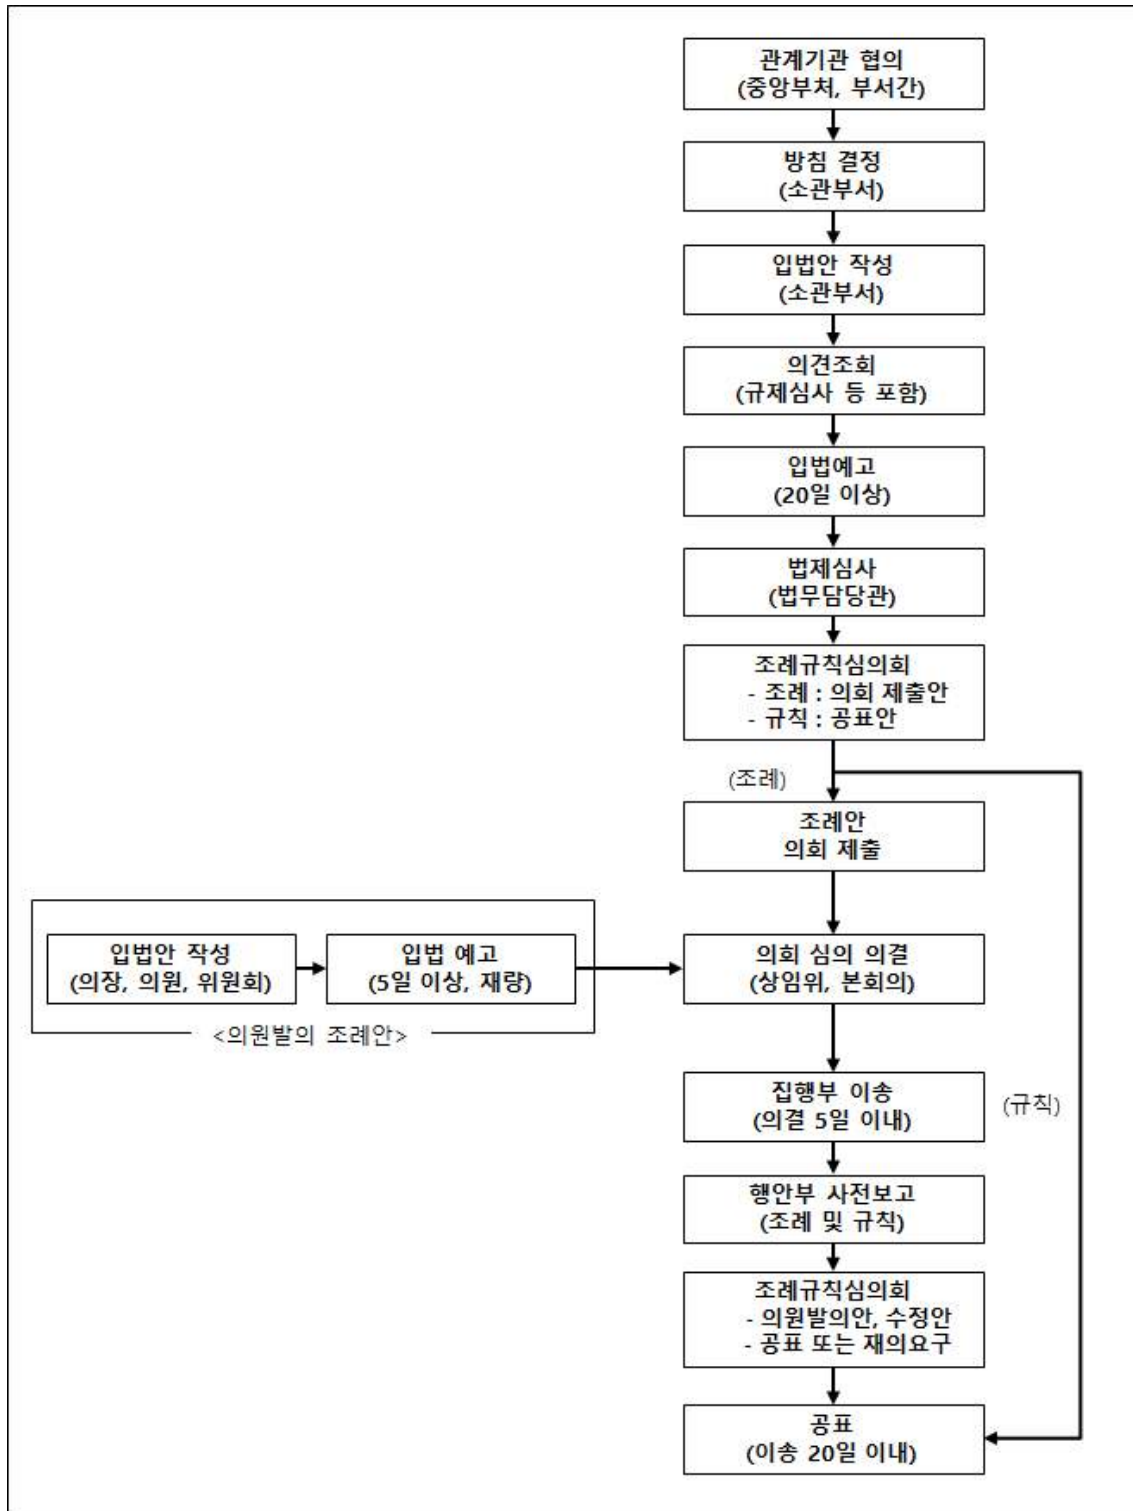 관계기관 협의
(중앙부처, 부서간)
방침 결정
(소관부서)
입법안 작성
(소관부서)
의견조회
(규제심사 등 포함)
입법예고
(20일 이상)
법제심사
(법무담당관)
조례규칙심의회
- 조례 : 의회 제출안
- 규칙 : 공표안
(조례)
조례안
의회 제출
입법안 작성
(의장, 의원, 위원회)
입법 예고
(5일 이상, 재량)
<의원발의 조례안>
의회 심의 의결
(상임위, 본회의)
집행부 이송
(의결 5일 이내)
(규칙)
행안부 사전보고
(조례 및 규칙)
조례규칙심의회
- 의원발의안, 수정안
- 공표 또는 재의요구
공표
(이송 20일 이내)